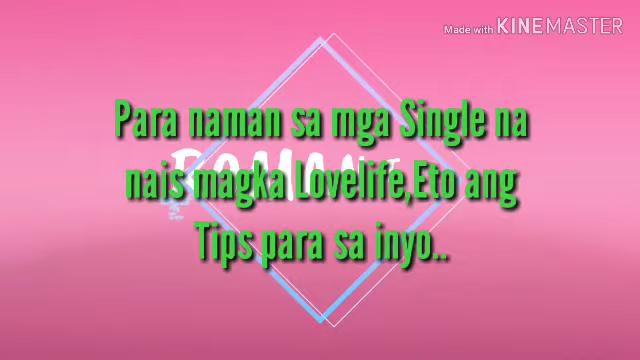 Made with KINEMASTER
Para naman sa mga Single na
nais magka Lovelife,Eto ang
Tips para sa inyo..